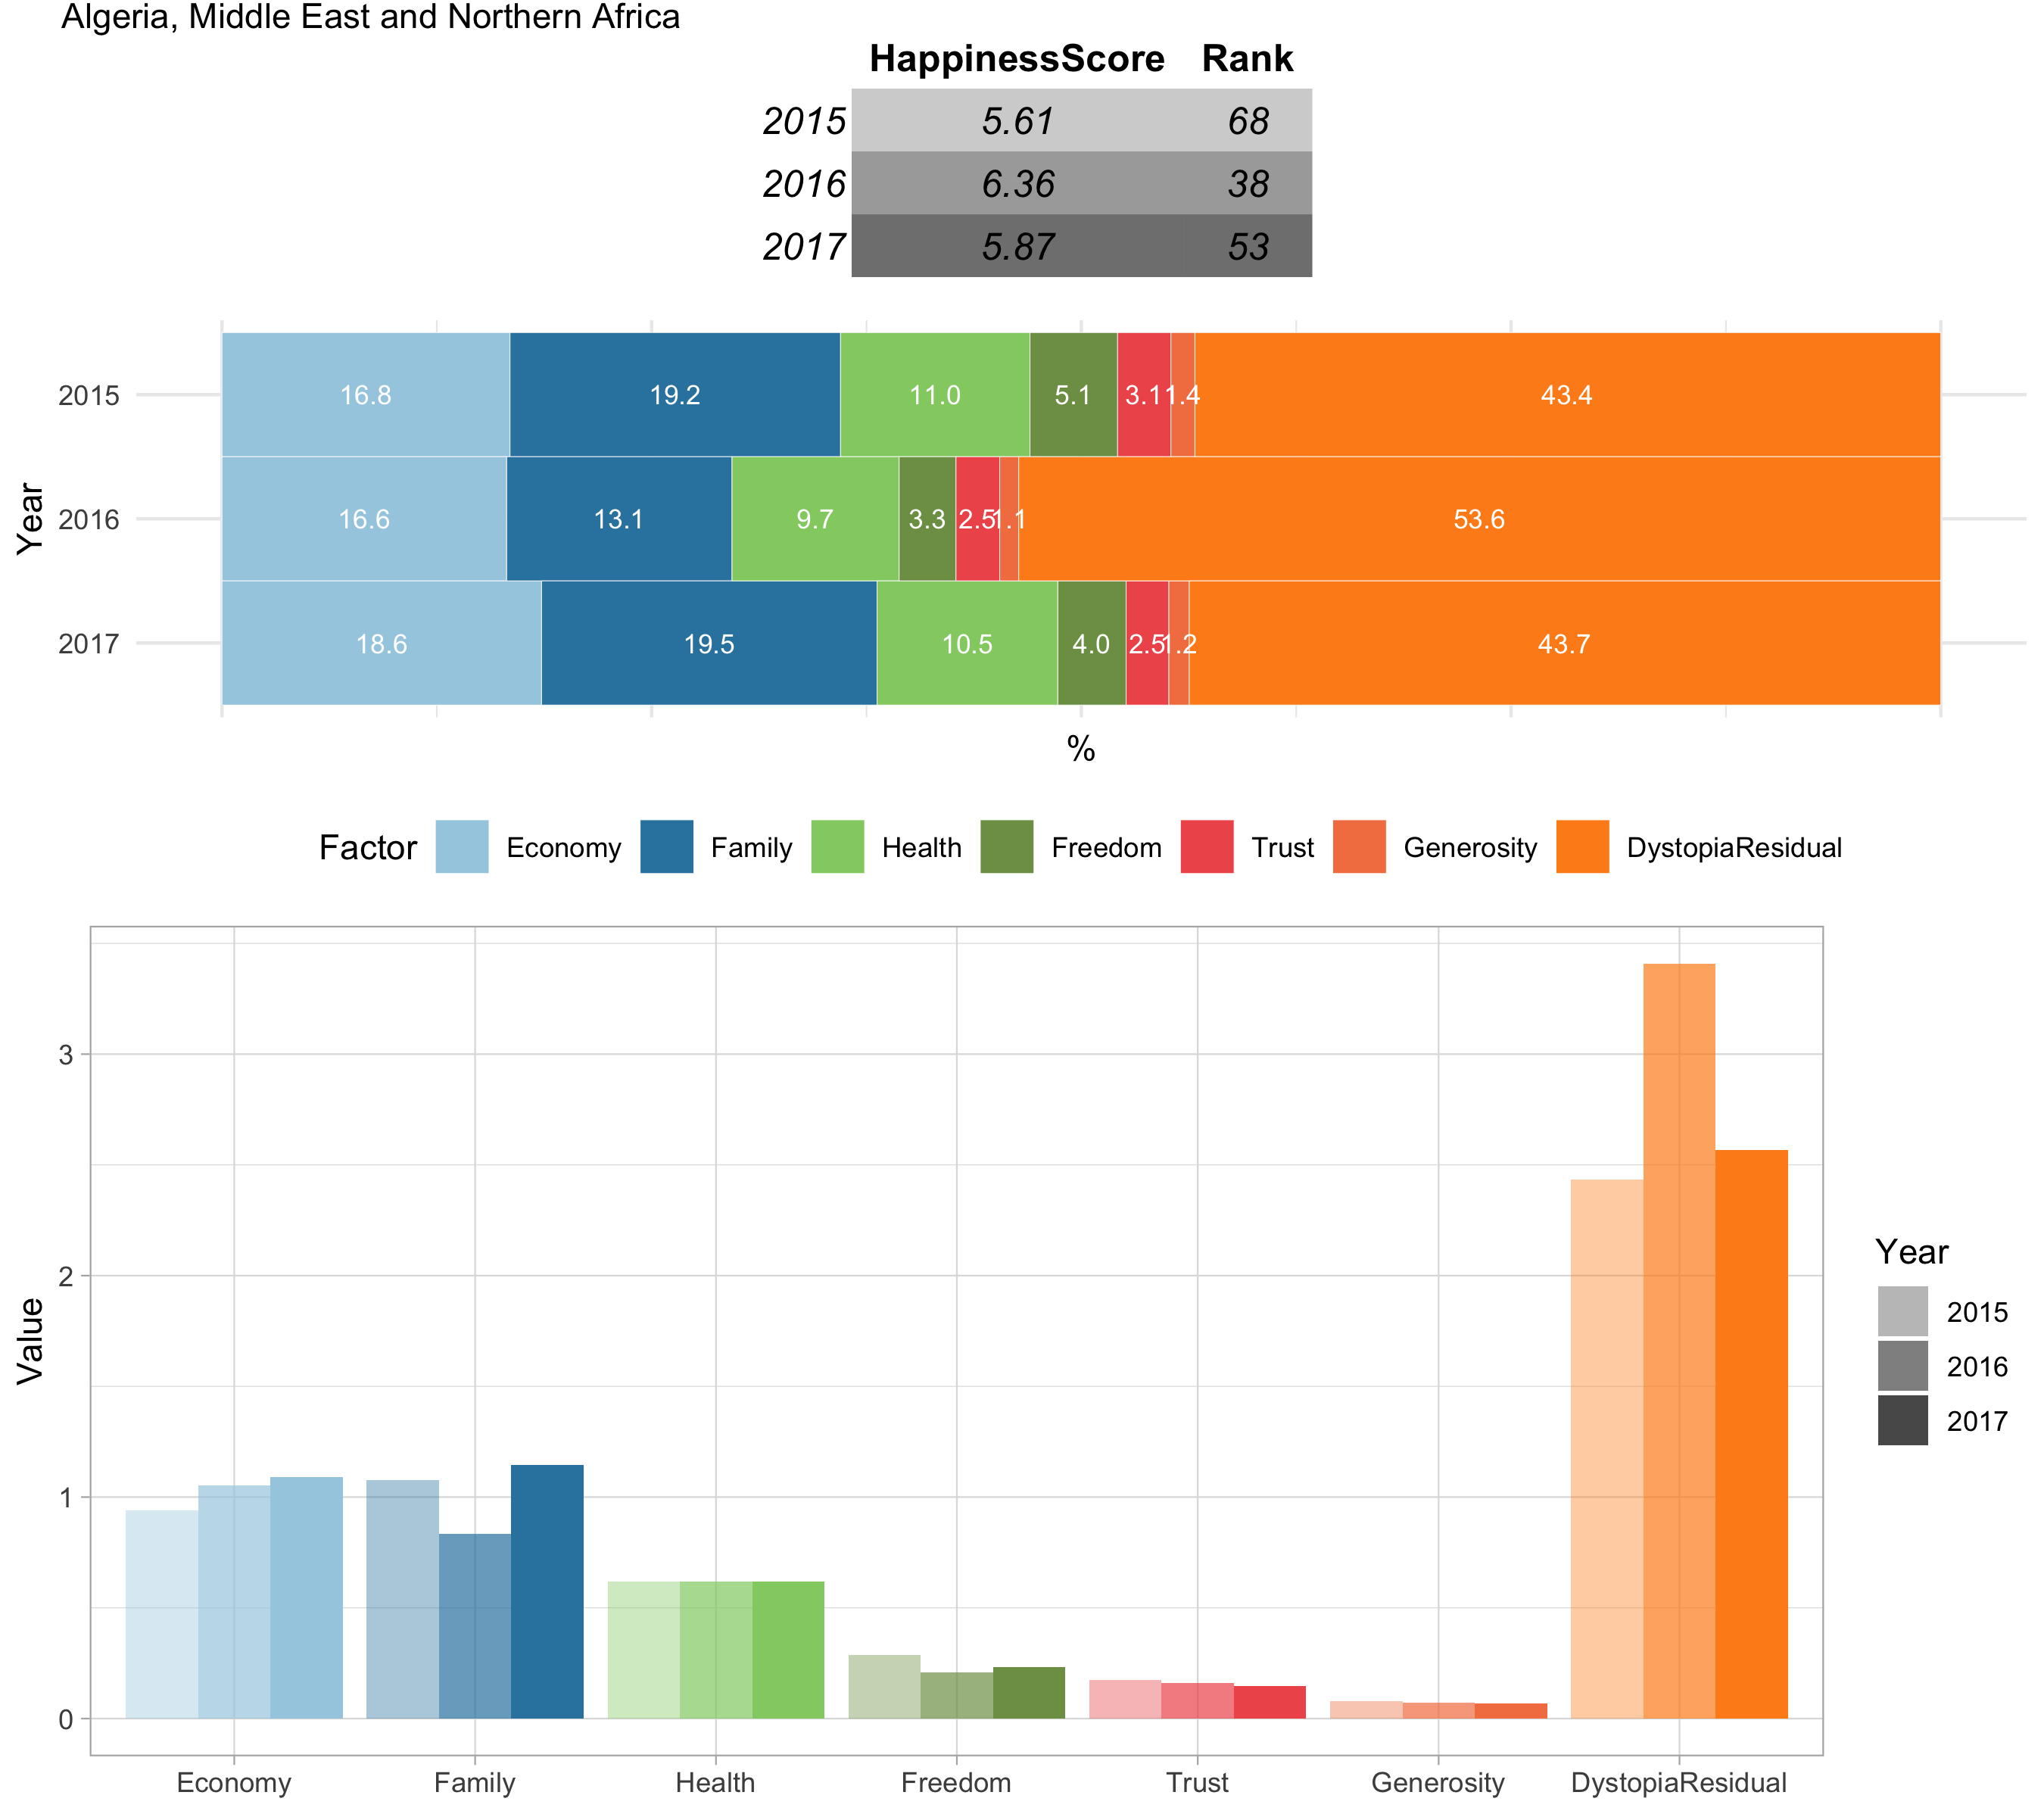 Algeria, Middle East and Northern Africa
HappinessScore Rank
2015 5.61 68
2016 6.36 38
2017 5.87 53
Year
2015 16.8 19.2 11.0 5.1 3.1 1.4 43.4
2016 16.6 13.1 9.7 3.3 2.5 1.1 53.6
2017 18.6 19.5 10.5 4.0 2.5 1.2 43.7
%
Factor Economy Family Health Freedom Trust Generosity DystopiaResidual
Value
3
2
1
0
Economy Family Health Freedom Trust Generosity DystopiaResidual
Year
2015
2016
2017